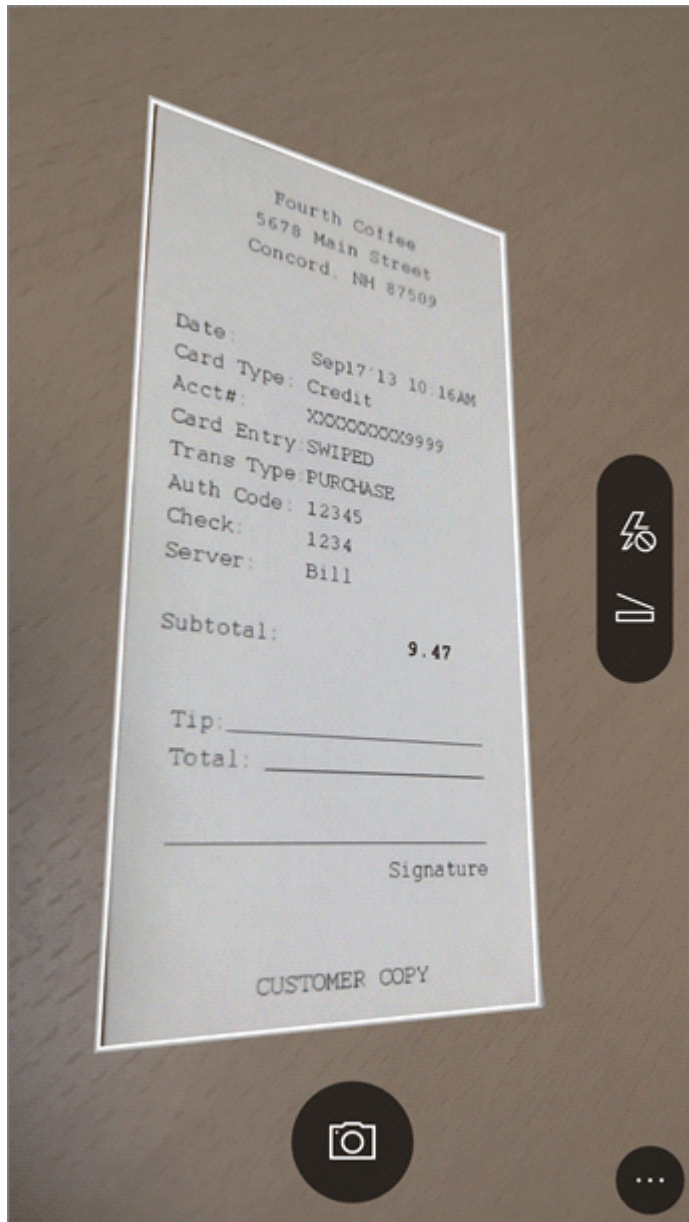 Fourth Coffee
5678 Main Street
Concord, NH 87509
Date: Sep17'13 10:16AM
Card Type: Credit
Acct#: XXXXXXXXX9999
Card Entry:SWIPED
Trans Type:PURCHASE
Auth Code: 12345
Check: 1234
Server: Bill
Subtotal: 9.47
Tip:
Total:
Signature
CUSTOMER COPY